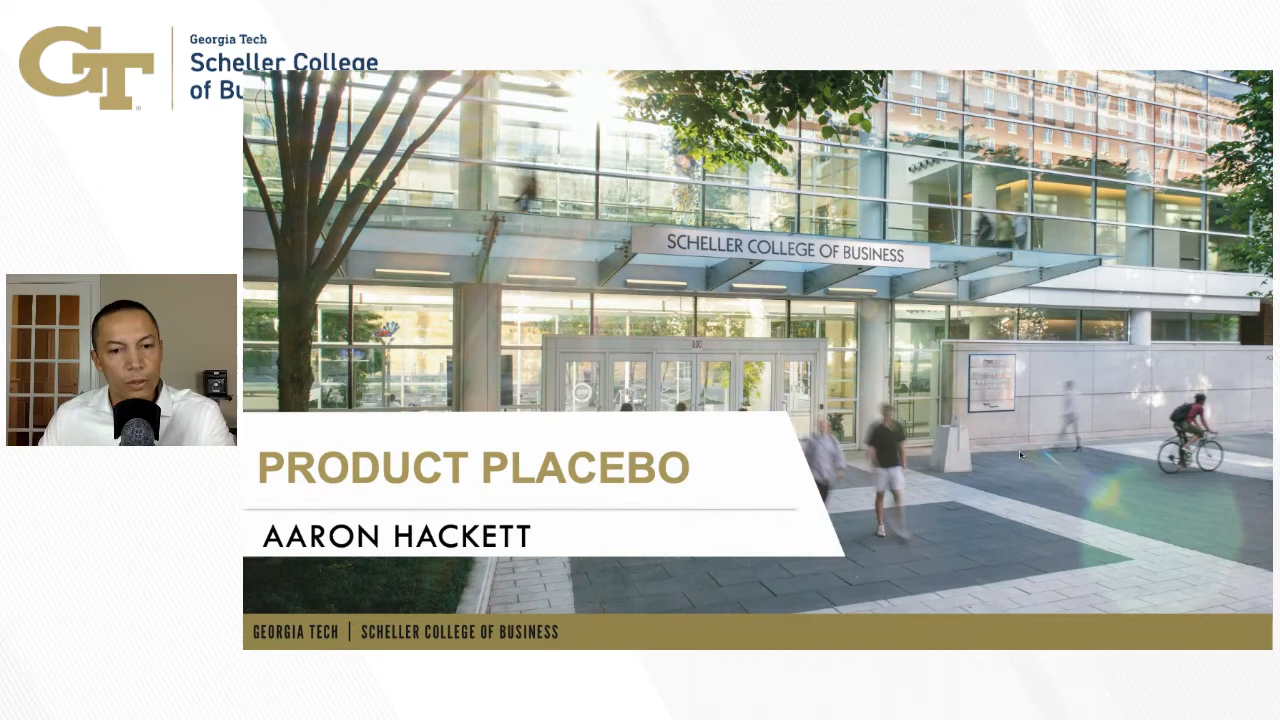 GT
Georgia Tech
Scheller College
of Bu
SCHELLER COLLEGE OF BUSINESS
800
PRODUCT PLACEBO
AARON HACKETT
GEORGIA TECH | SCHELLER COLLEGE OF BUSINESS